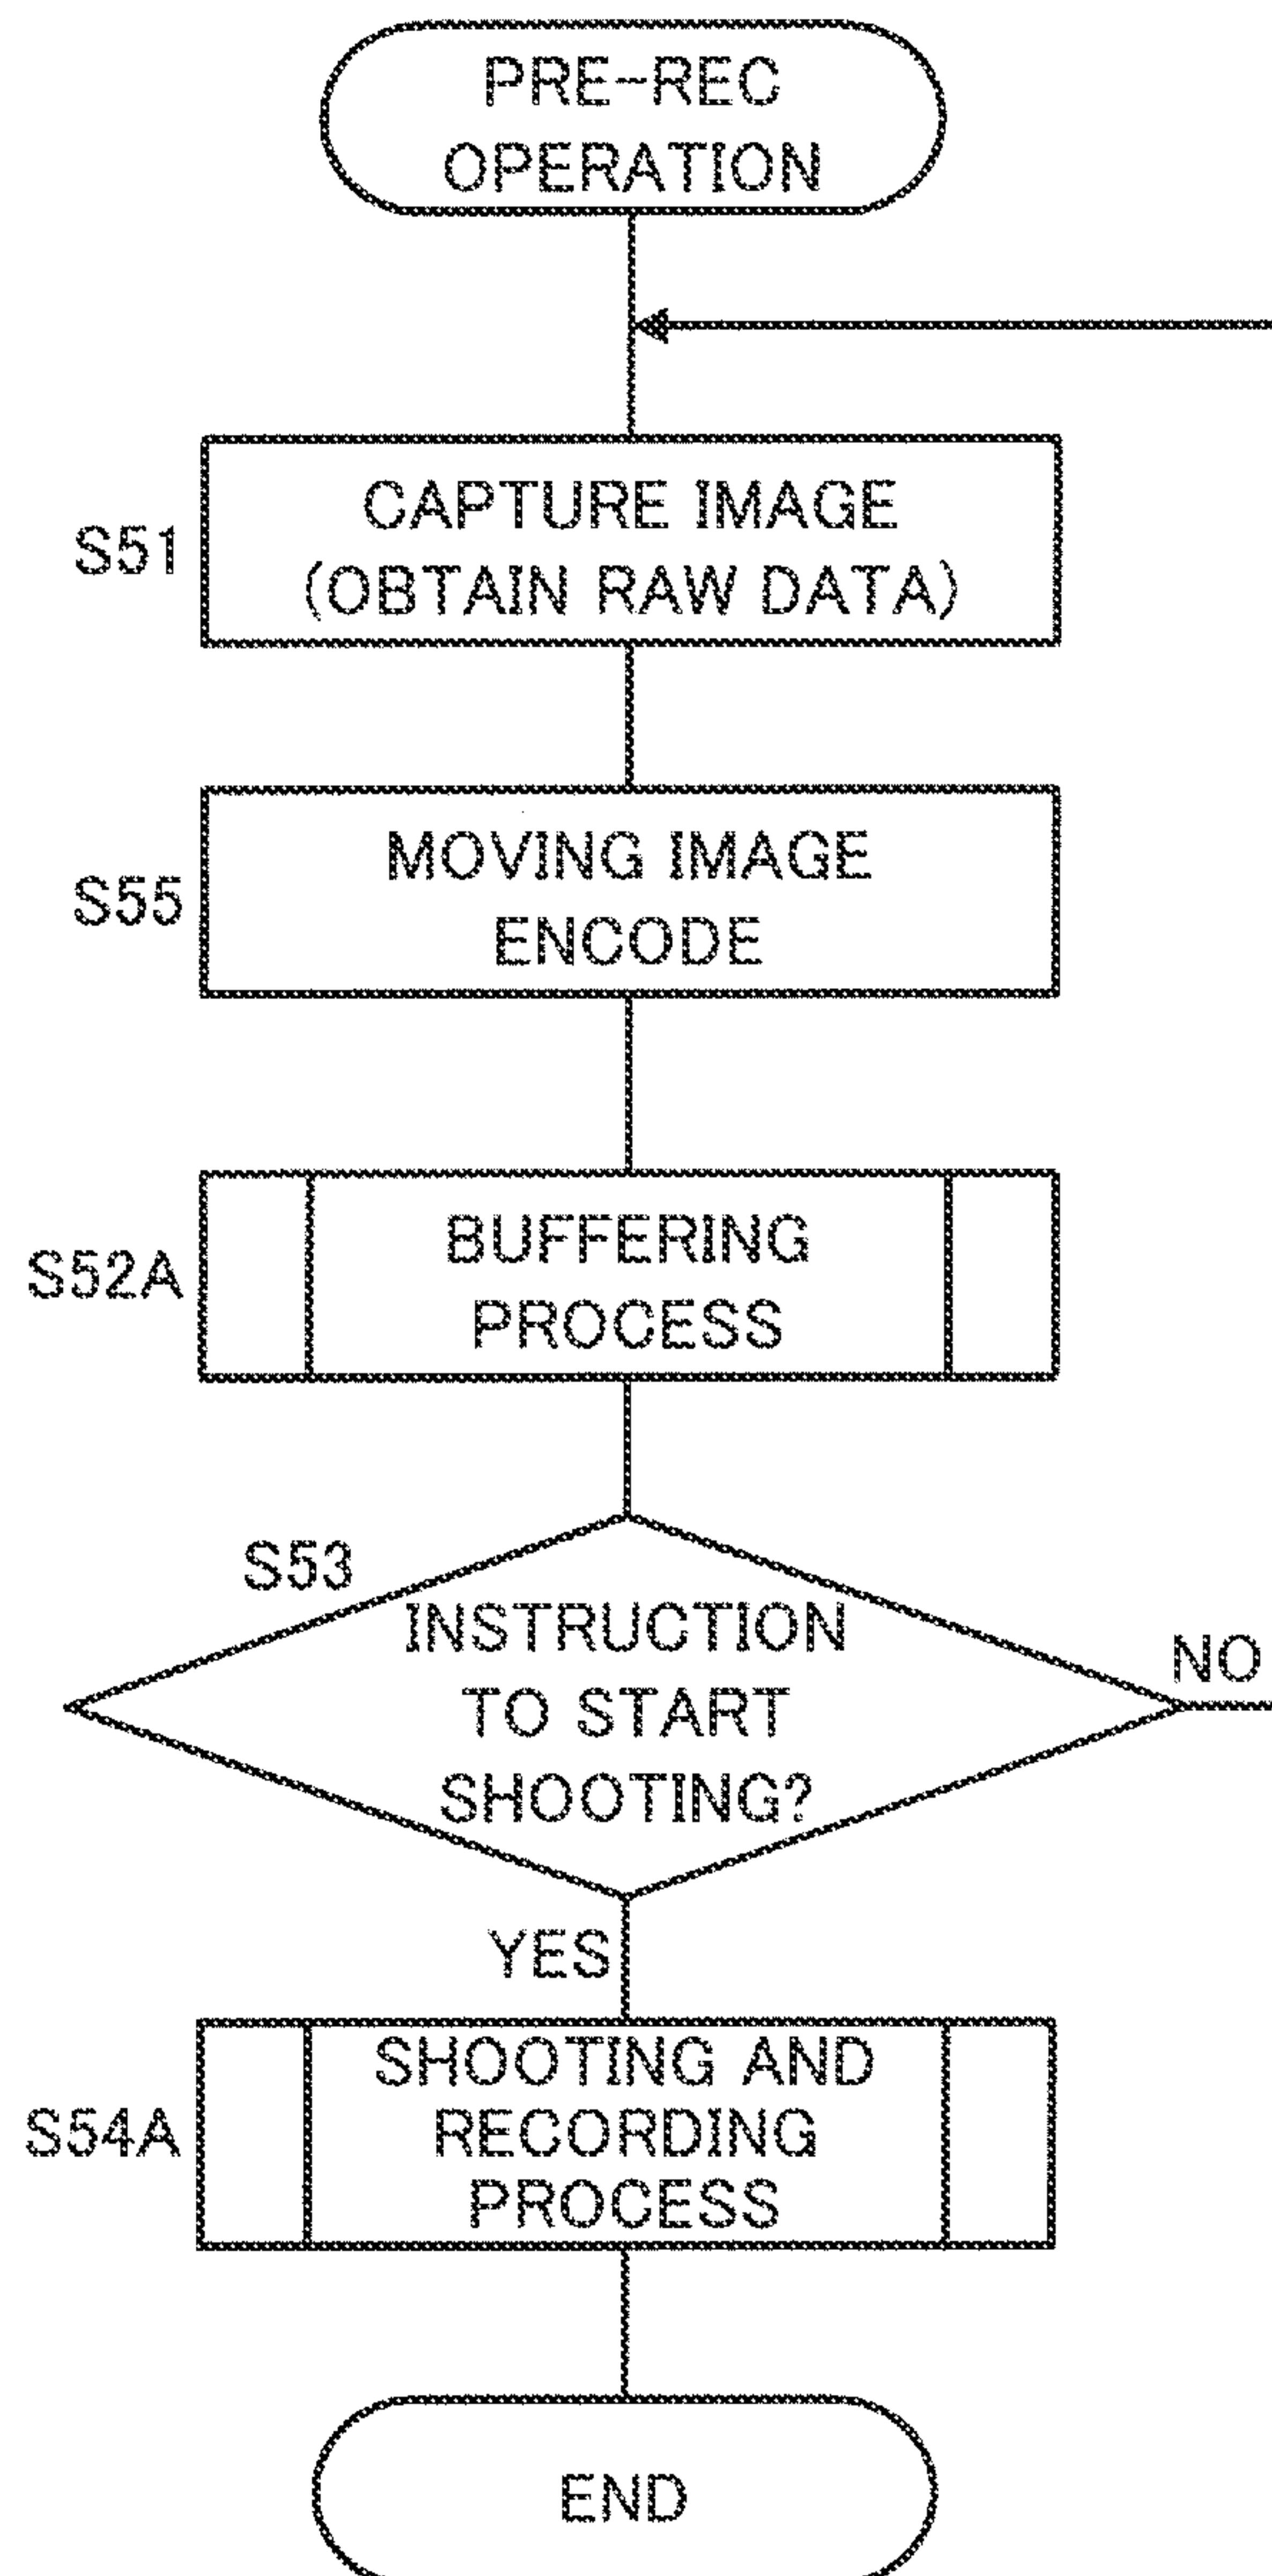 PRE-REC
OPERATION
S51
CAPTURE IMAGE
(OBTAIN RAW DATA)
S55
MOVING IMAGE
ENCODE
S52A
BUFFERING
PROCESS
S53
INSTRUCTION
TO START
SHOOTING?
NO
YES
S54A
SHOOTING AND
RECORDING
PROCESS
END